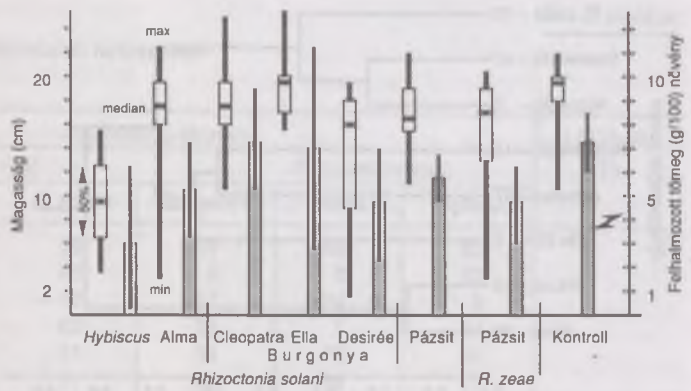 max
20
10
median
Magasság (cm)
50%
Felhalmozott tömeg (g/100) növény
10
5
2
min
1
Hybiscus Alma Cleopatra Ella Desirée Pázsit Pázsit Kontroll
Burgonya
Rhizoctonia solani R. zeae